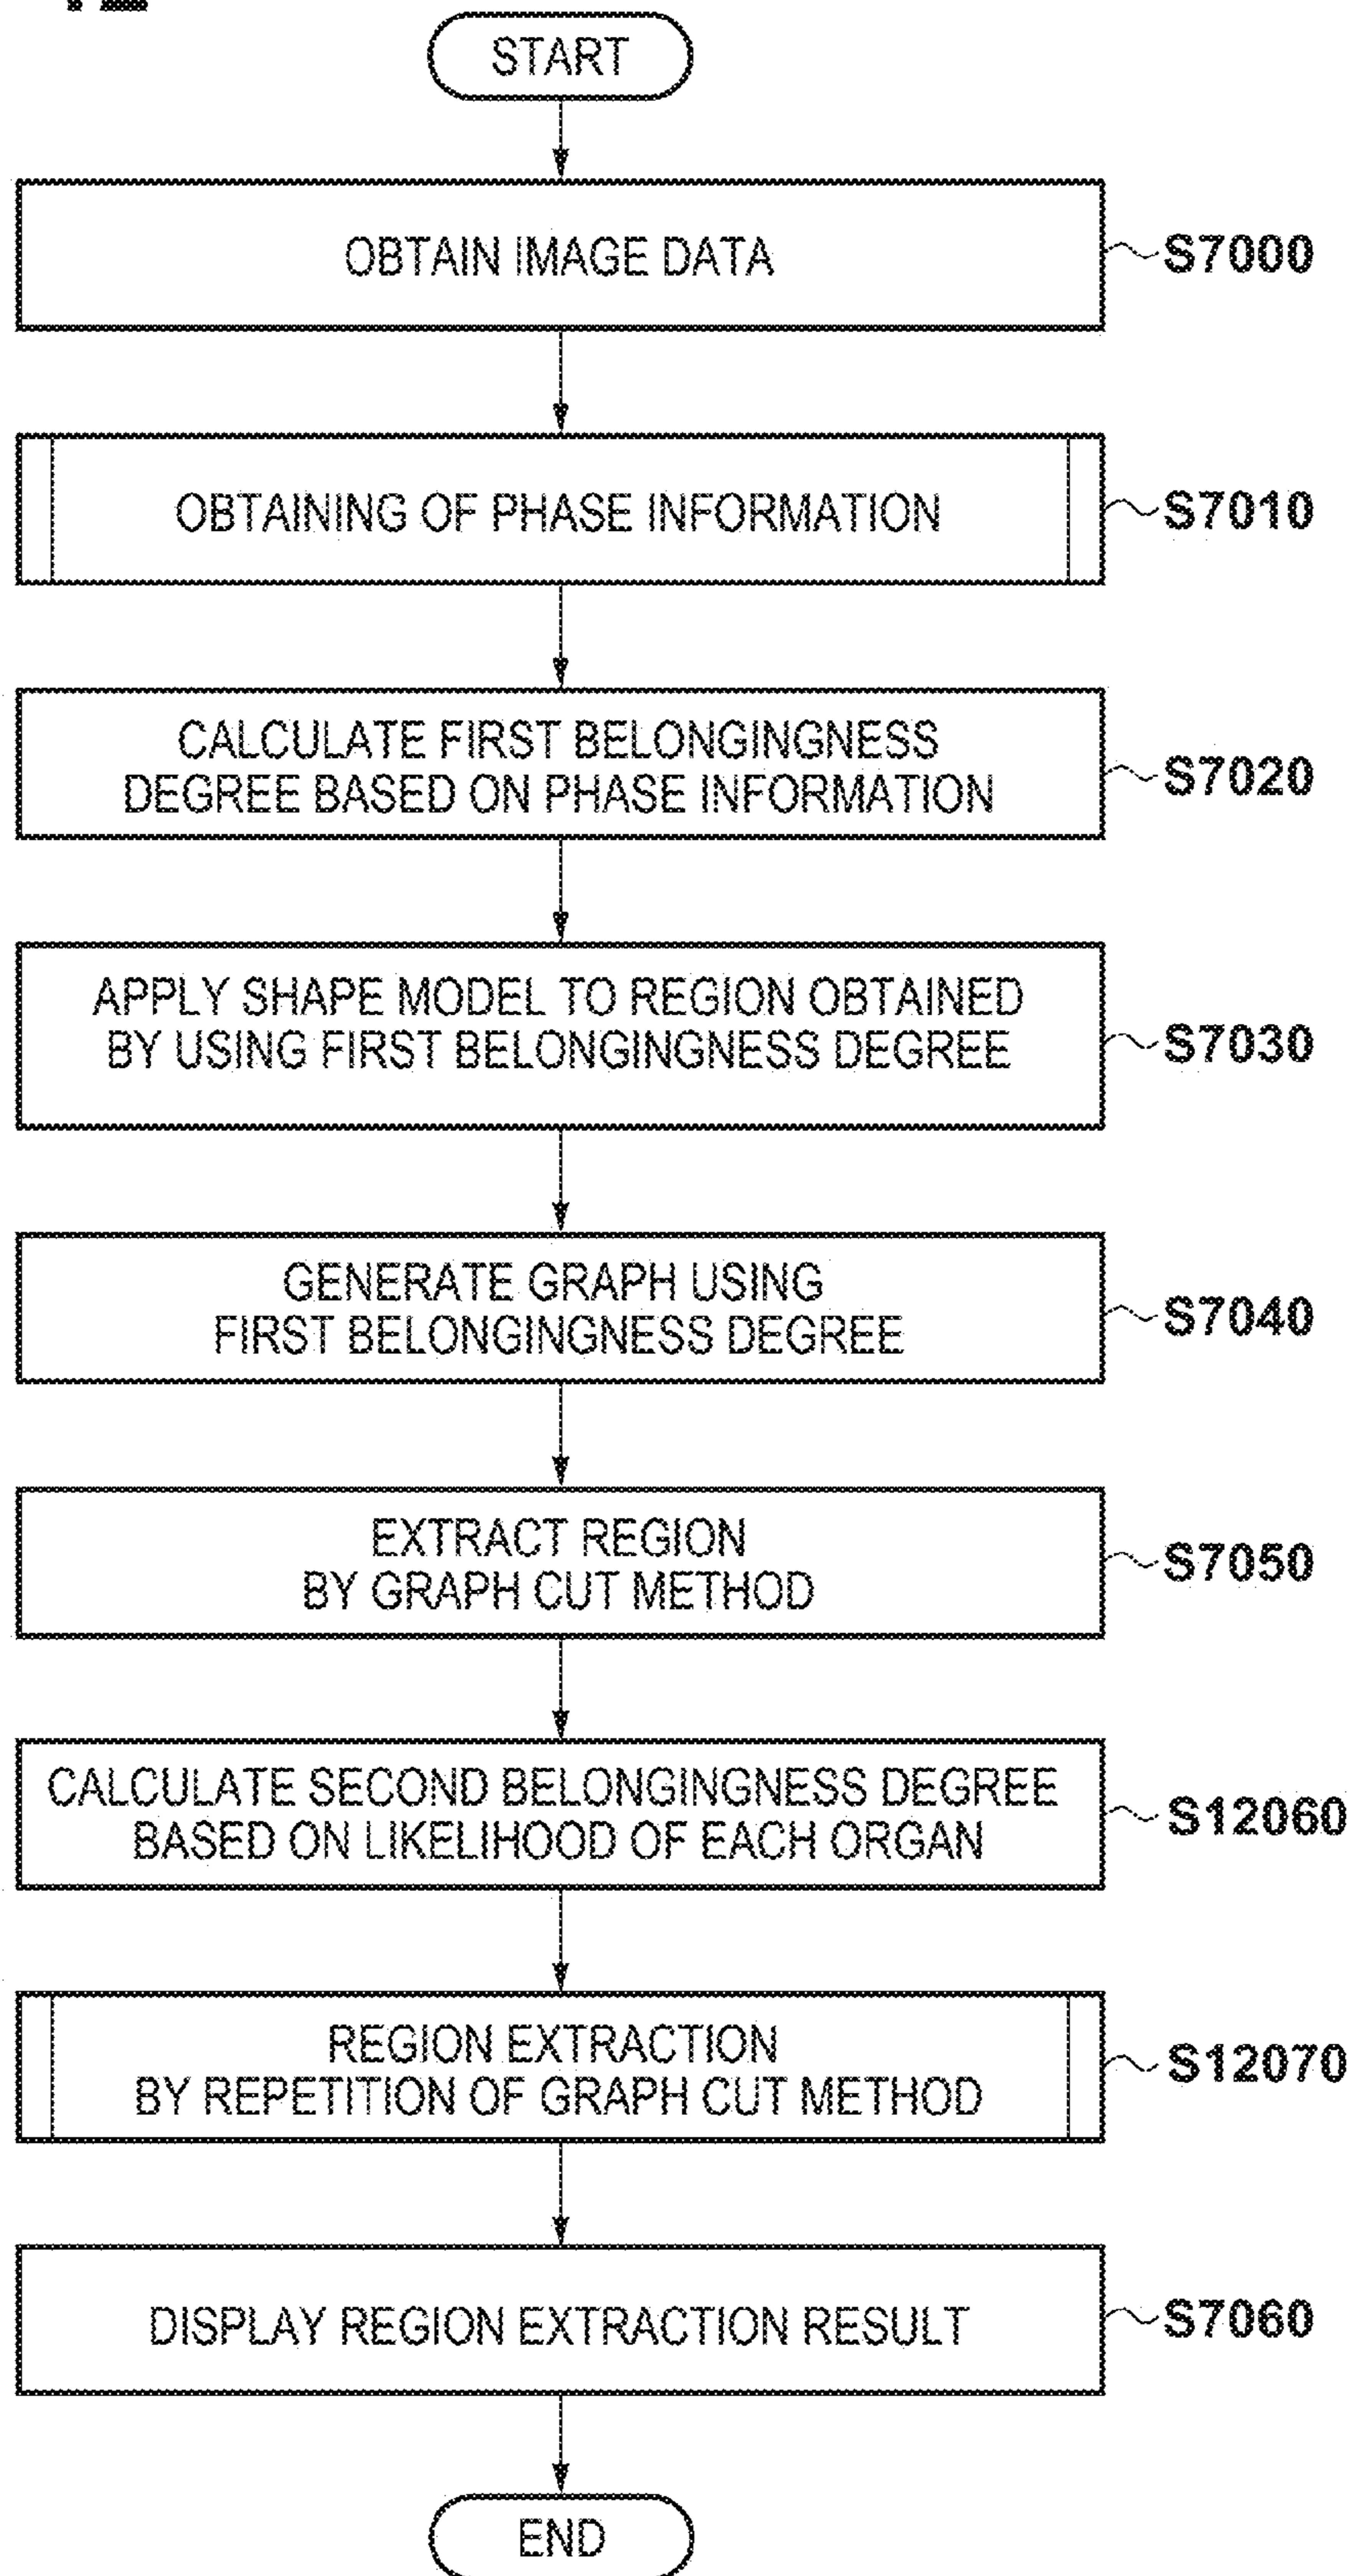 START
OBTAIN IMAGE DATA
S7000
OBTAINING OF PHASE INFORMATION
S7010
CALCULATE FIRST BELONGINGNESS
DEGREE BASED ON PHASE INFORMATION
S7020
APPLY SHAPE MODEL TO REGION OBTAINED
BY USING FIRST BELONGINGNESS DEGREE
S7030
GENERATE GRAPH USING
FIRST BELONGINGNESS DEGREE
S7040
EXTRACT REGION
BY GRAPH CUT METHOD
S7050
CALCULATE SECOND BELONGINGNESS DEGREE
BASED ON LIKELIHOOD OF EACH ORGAN
S12060
REGION EXTRACTION
BY REPETITION OF GRAPH CUT METHOD
S12070
DISPLAY REGION EXTRACTION RESULT
S7060
END